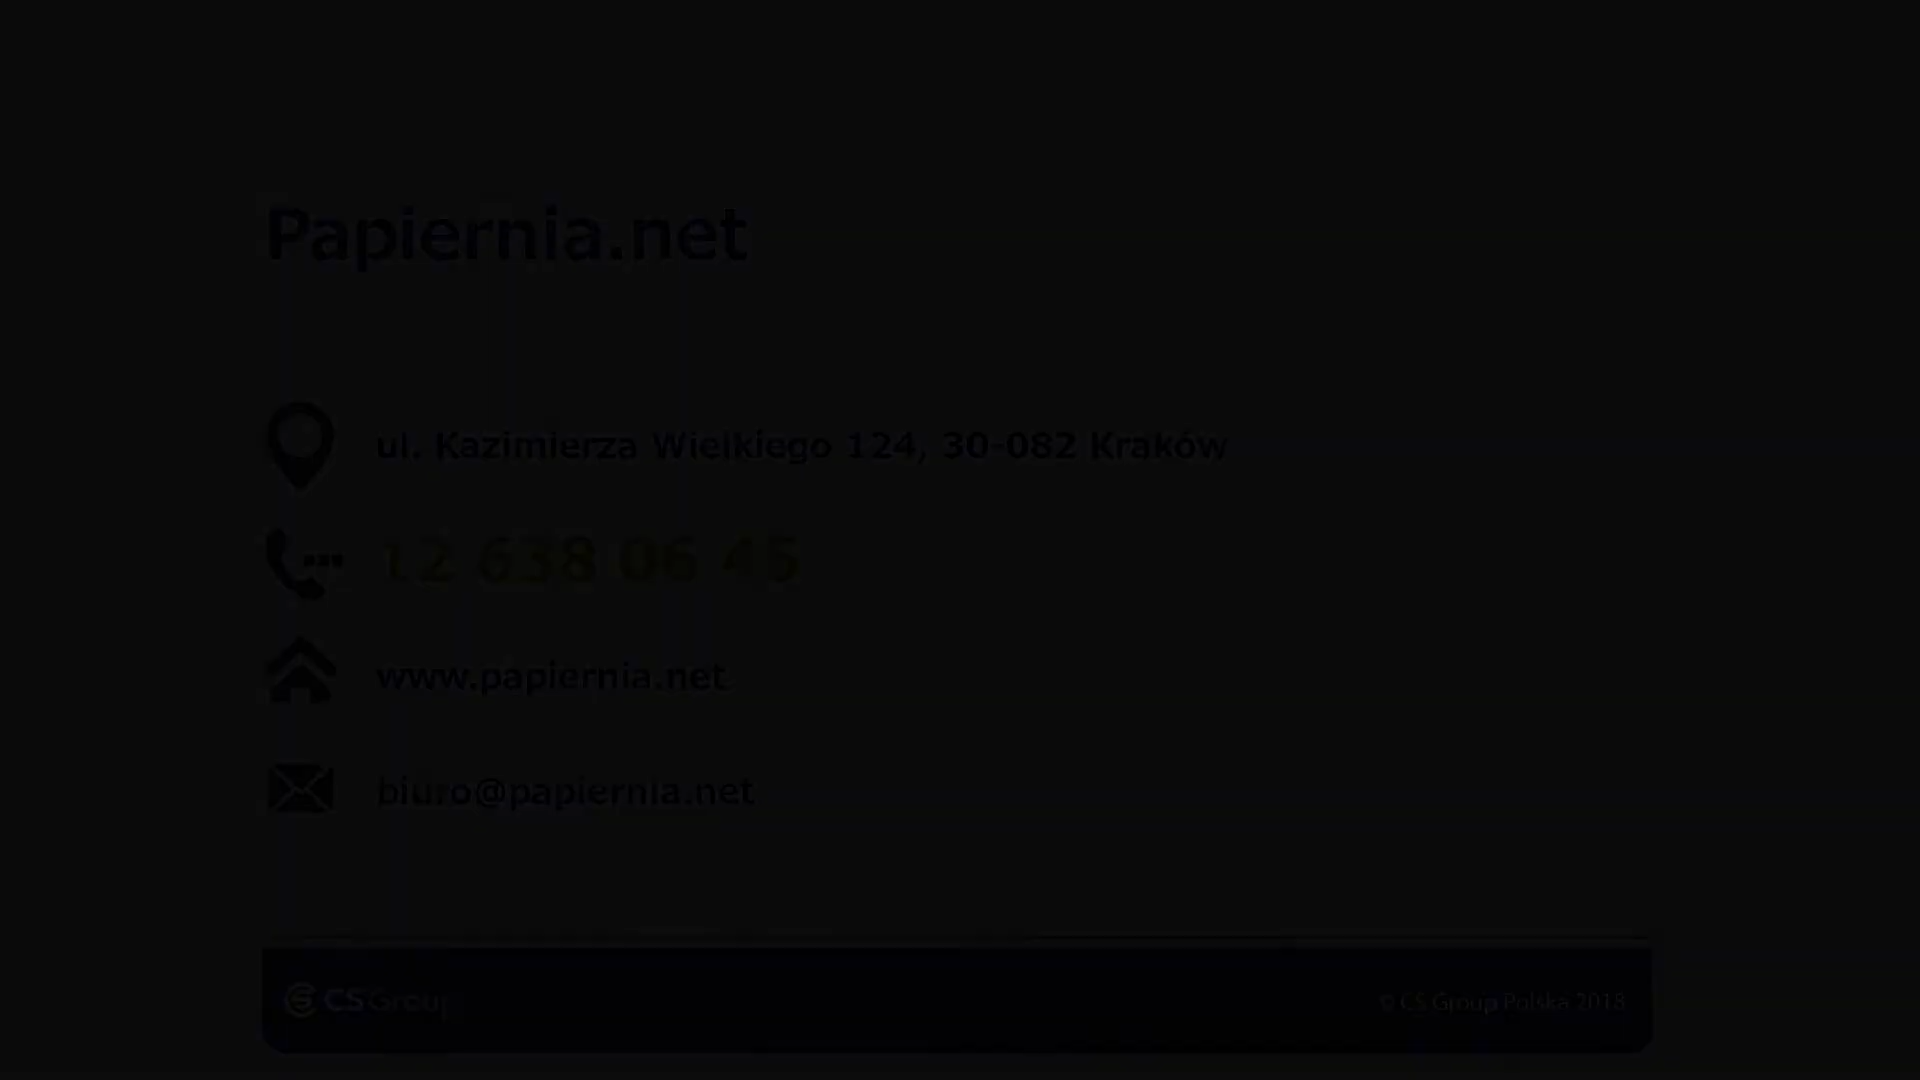 Papiernia.net
ul. Kazimierza Wielkiego 124, 30-082 Kraków
12 638 06 45
www.papiernia.net
biuro@papiernia.net
CS Group
© CS Group Polska 2018